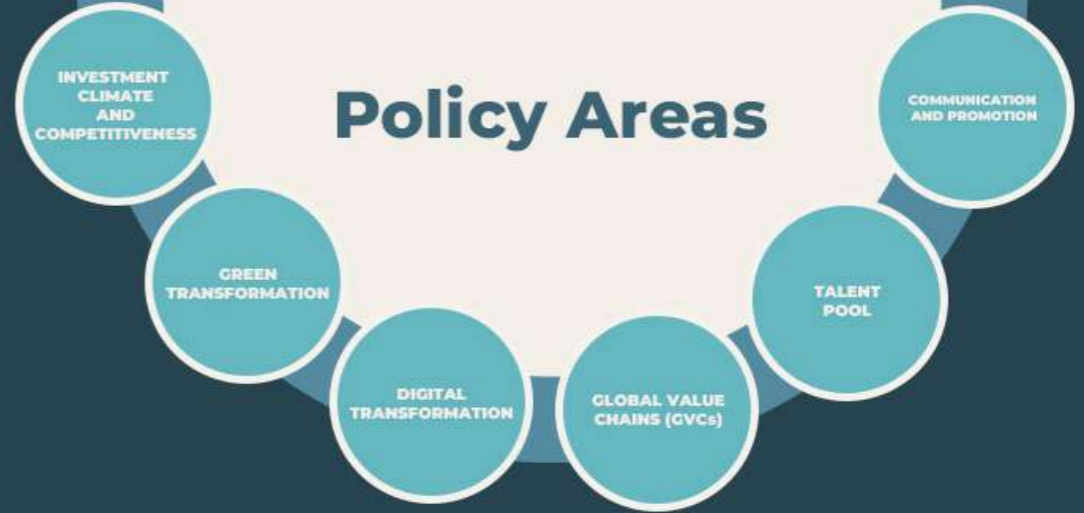 Policy Areas
INVESTMENT
CLIMATE
AND
COMPETITIVENESS
GREEN
TRANSFORMATION
DIGITAL
TRANSFORMATION
GLOBAL VALUE
CHAINS (GVCs)
TALENT
POOL
COMMUNICATION
AND PROMOTION